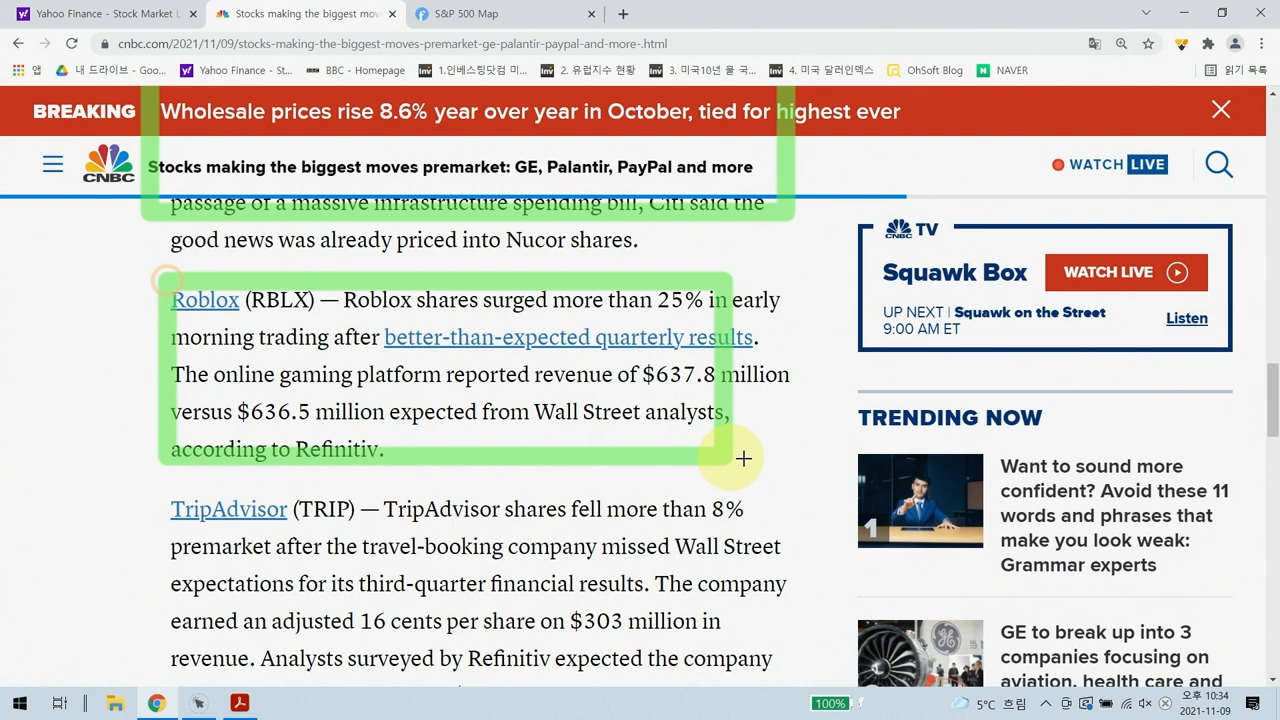 Yahoo Finance - Stock Market L
Stocks making the biggest mov
S&P 500 Map
cnbc.com/2021/11/09/stocks-making-the-biggest-moves-premarket-ge-palantir-paypal-and-more-.html
앱
내 드라이브 - Goo...
Yahoo Finance - St...
BBC - Homepage
1.인베스팅닷컴 미...
2. 유럽지수 현황
3. 미국10년 물 국...
4. 미국 달러인덱스
OhSoft Blog
NAVER
읽기 목록
BREAKING Wholesale prices rise 8.6% year over year in October, tied for highest ever
CNBC
Stocks making the biggest moves premarket: GE, Palantir, PayPal and more
WATCH LIVE
passage of a massive infrastructure spending bill, Citi said the
good news was already priced into Nucor shares.
Roblox (RBLX) — Roblox shares surged more than 25% in early
morning trading after better-than-expected quarterly results.
The online gaming platform reported revenue of $637.8 million
versus $636.5 million expected from Wall Street analysts,
according to Refinitiv.
TripAdvisor (TRIP) — TripAdvisor shares fell more than 8%
premarket after the travel-booking company missed Wall Street
expectations for its third-quarter financial results. The company
earned an adjusted 16 cents per share on $303 million in
revenue. Analysts surveyed by Refinitiv expected the company
CNBC TV
Squawk Box
WATCH LIVE
UP NEXT | Squawk on the Street
9:00 AM ET
Listen
TRENDING NOW
1
Want to sound more
confident? Avoid these 11
words and phrases that
make you look weak:
Grammar experts
GE to break up into 3
companies focusing on
aviation, health care and
100%
5°C 흐림
오후 10:34
2021-11-09